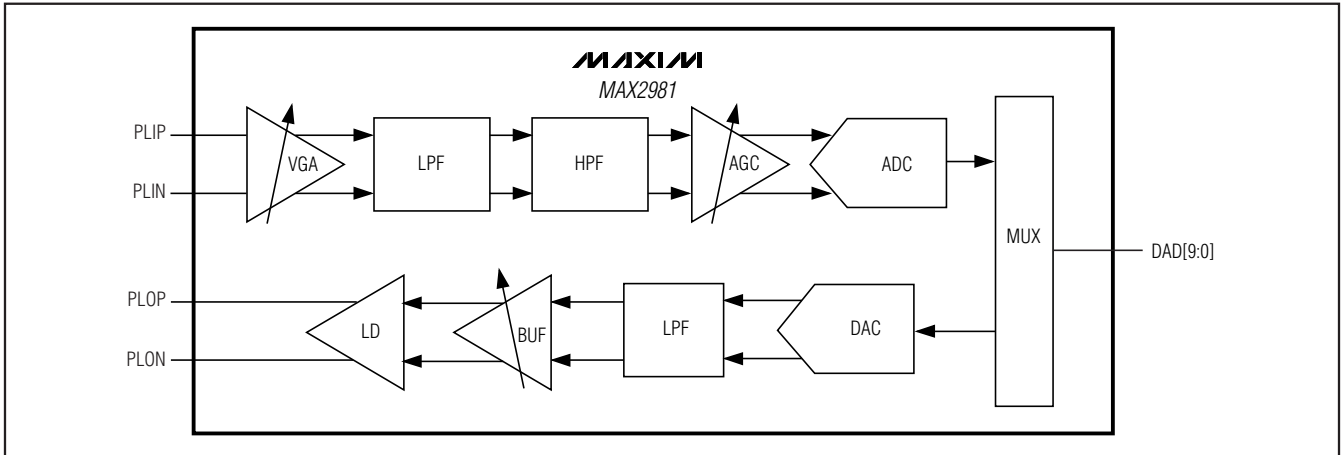 MAXIM
MAX2981
PLIP
PLIN
VGA
LPF
HPF
AGC
ADC
MUX
DAD[9:0]
PLOP
PLON
LD
BUF
LPF
DAC